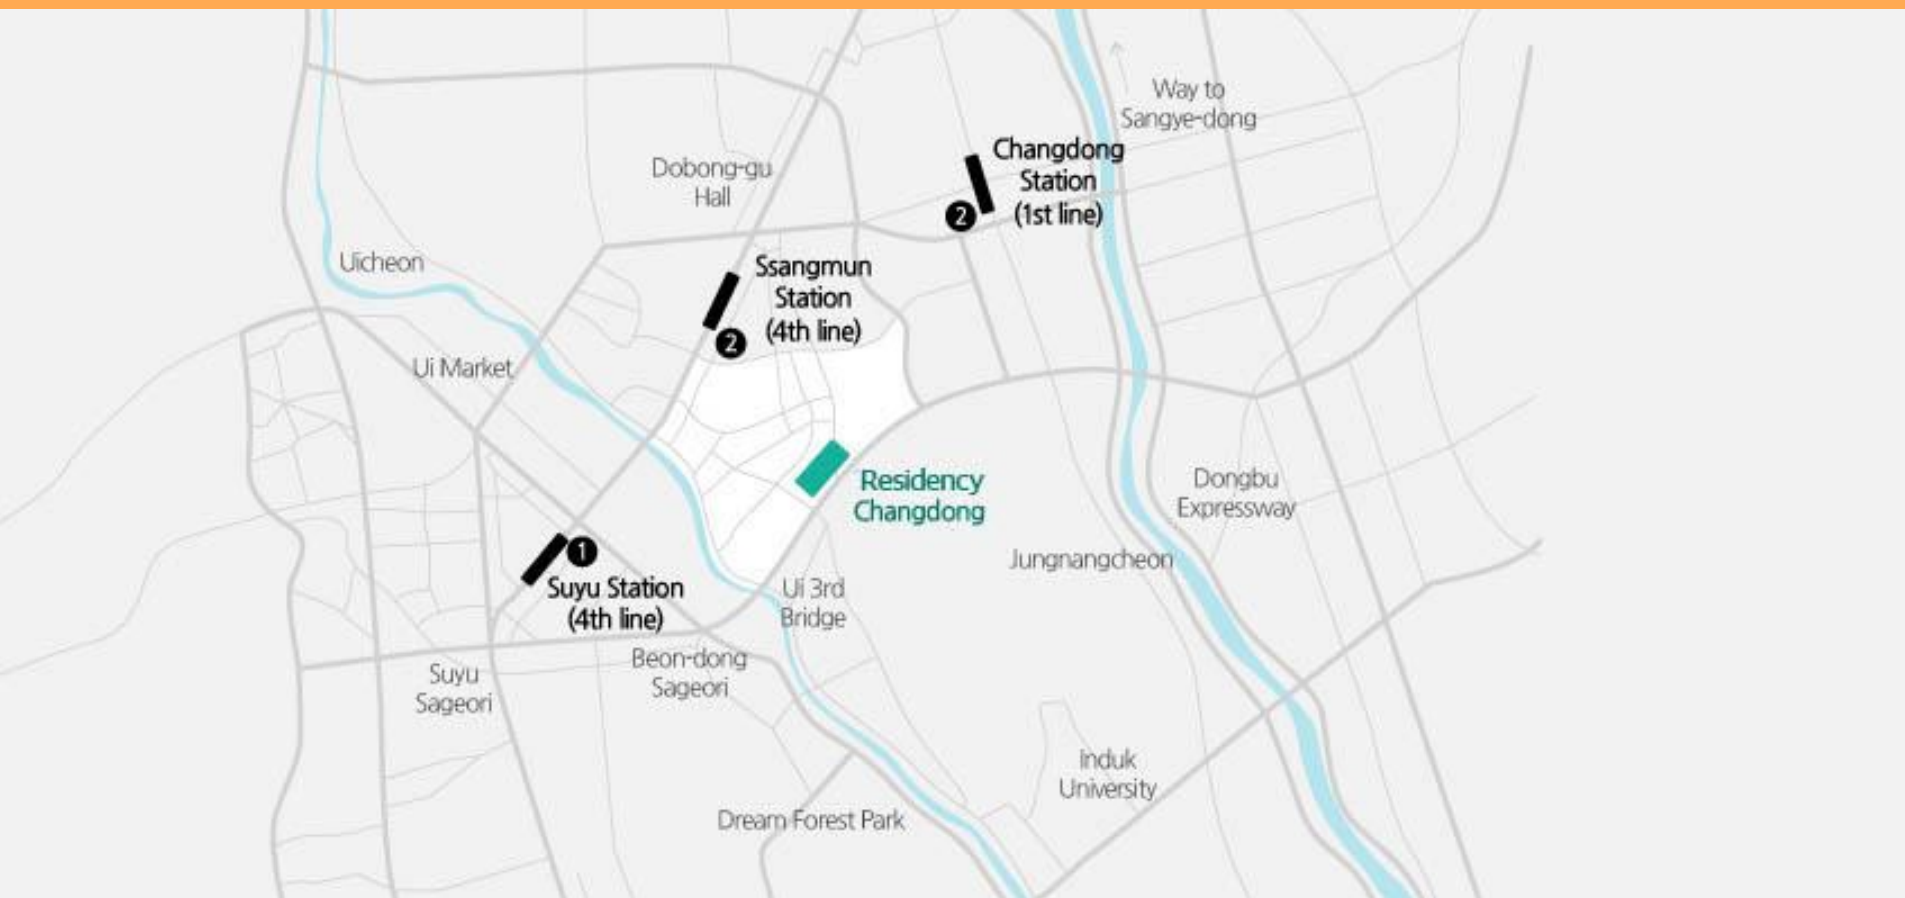 Way to
Sangye-dong
Changdong
Station
(1st line)
2
Dobong-gu
Hall
Uicheon
Ssangmun
Station
(4th line)
2
Ui Market
Residency
Changdong
Dongbu
Expressway
1
Suyu Station
(4th line)
Jungnangcheon
Ui 3rd
Bridge
Beon-dong
Sageori
Suyu
Sageori
Induk
University
Dream Forest Park